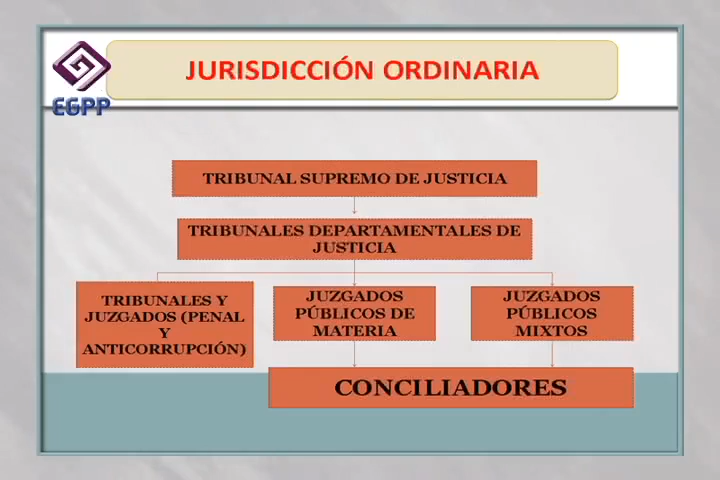 JURISDICCIÓN ORDINARIA
EGPP
TRIBUNAL SUPREMO DE JUSTICIA
TRIBUNALES DEPARTAMENTALES DE
JUSTICIA
TRIBUNALES Y
JUZGADOS (PENAL
Y
ANTICORRUPCIÓN)
JUZGADOS
PÚBLICOS DE
MATERIA
JUZGADOS
PÚBLICOS
MIXTOS
CONCILIADORES